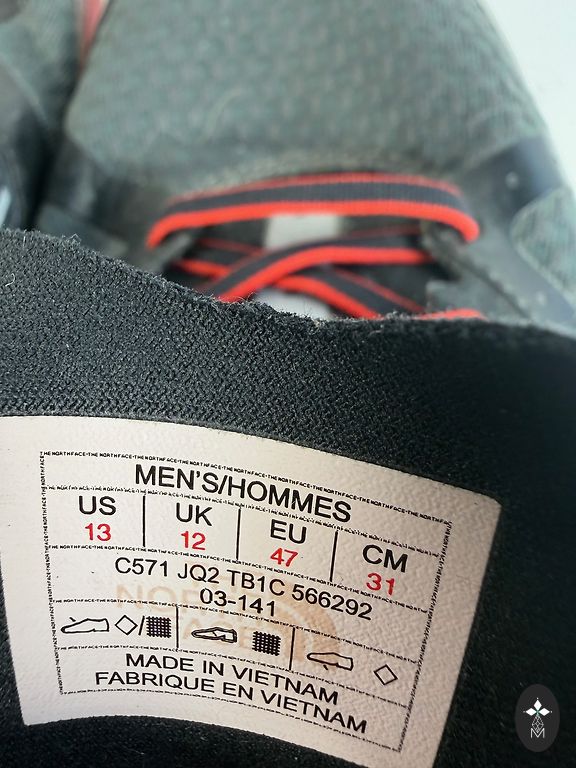 THE NORTH FACE
MEN'S/HOMMES
US UK EU CM
13 12 47 31
C571 JQ2 TB1C 566292
03-141
MADE IN VIETNAM
FABRIQUE EN VIETNAM